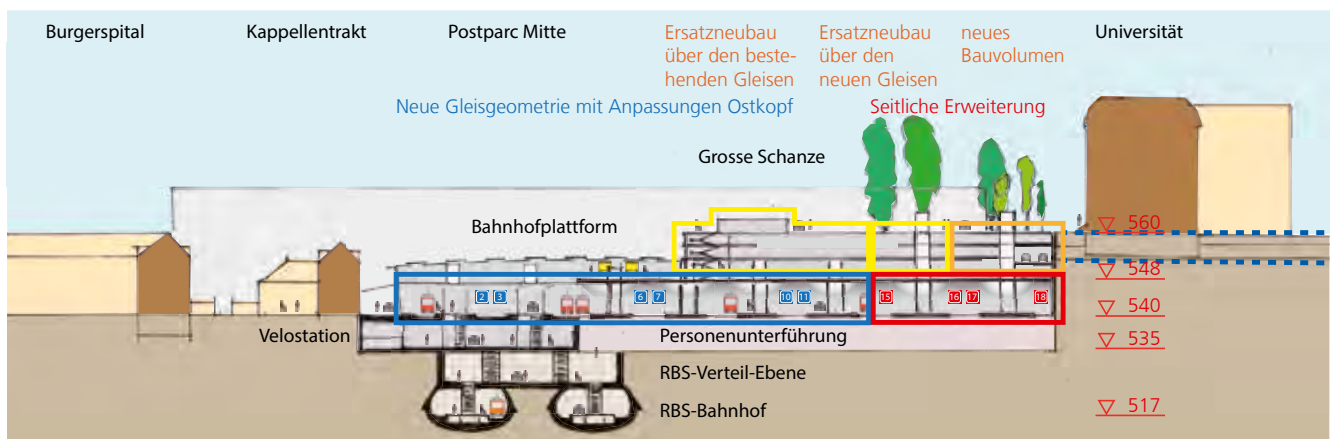 Burgerspital
Kappellentrakt
Postparc Mitte
Ersatzneubau
über den beste-
henden Gleisen
Ersatzneubau
über den
neuen Gleisen
neues
Bauvolumen
Universität
Neue Gleisgeometrie mit Anpassungen Ostkopf
Seitliche Erweiterung
Grosse Schanze
Bahnhofplattform
560
548
2 3 6 7 10 11 15 16 17 18
540
Velostation
Personenunterführung
535
RBS-Verteil-Ebene
RBS-Bahnhof
517